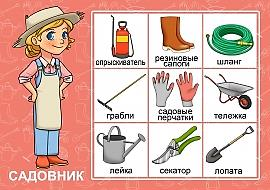 опрыскиватель
резиновые
сапоги
шланг
грабли
садовые
перчатки
тележка
лейка
секатор
лопата
САДОВНИК